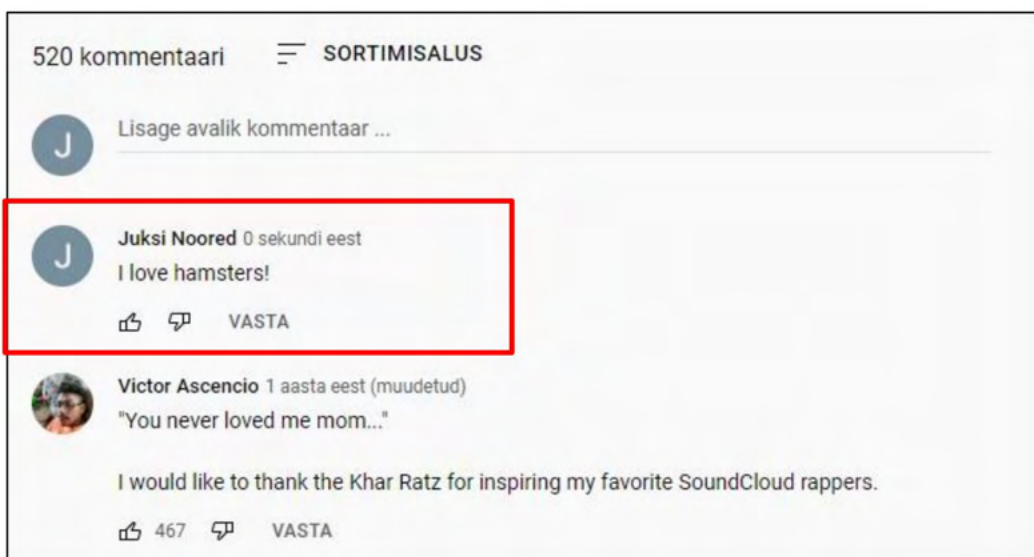 520 kommentaari SORTIMISALUS
J Lisage avalik kommentaar ...
J Juksi Noored 0 sekundi eest
I love hamsters!
VASTA
Victor Ascencio 1 aasta eest (muudetud)
"You never loved me mom..."
I would like to thank the Khar Ratz for inspiring my favorite SoundCloud rappers.
467 VASTA